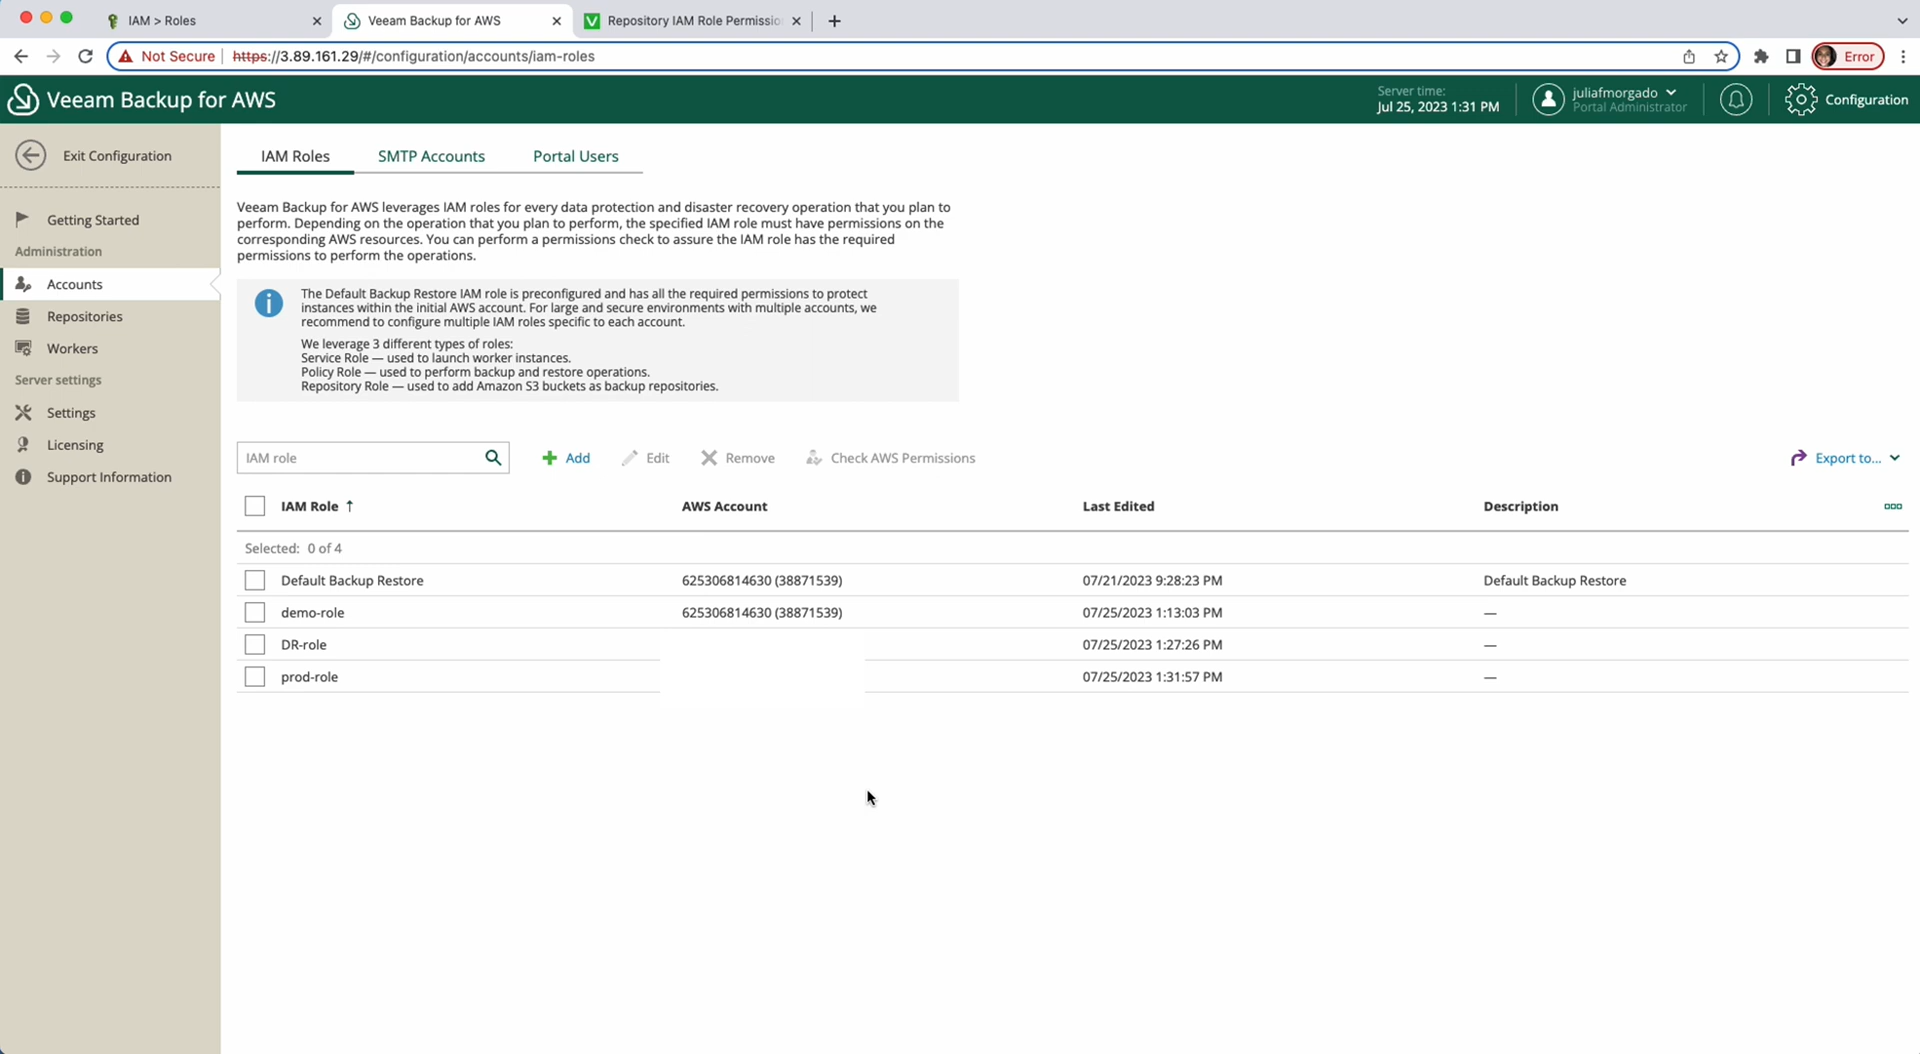 IAM > Roles
Veeam Backup for AWS
Repository IAM Role Permissio
Not Secure
https://3.89.161.29/#/configuration/accounts/iam-roles
Error
Veeam Backup for AWS
Server time:
Jul 25, 2023 1:31 PM
juliafmorgado
Portal Administrator
Configuration
Exit Configuration
Getting Started
Administration
Accounts
Repositories
Workers
Server settings
Settings
Licensing
Support Information
IAM Roles SMTP Accounts Portal Users
Veeam Backup for AWS leverages IAM roles for every data protection and disaster recovery operation that you plan to
perform. Depending on the operation that you plan to perform, the specified IAM role must have permissions on the
corresponding AWS resources. You can perform a permissions check to assure the IAM role has the required
permissions to perform the operations.
The Default Backup Restore IAM role is preconfigured and has all the required permissions to protect
instances within the initial AWS account. For large and secure environments with multiple accounts, we
recommend to configure multiple IAM roles specific to each account.
We leverage 3 different types of roles:
Service Role — used to launch worker instances.
Policy Role — used to perform backup and restore operations.
Repository Role — used to add Amazon S3 buckets as backup repositories.
IAM role Add Edit Remove Check AWS Permissions Export to...
IAM Role ↑ AWS Account Last Edited Description
Selected: 0 of 4
Default Backup Restore 625306814630 (38871539) 07/21/2023 9:28:23 PM Default Backup Restore
demo-role 625306814630 (38871539) 07/25/2023 1:13:03 PM —
DR-role 07/25/2023 1:27:26 PM —
prod-role 07/25/2023 1:31:57 PM —